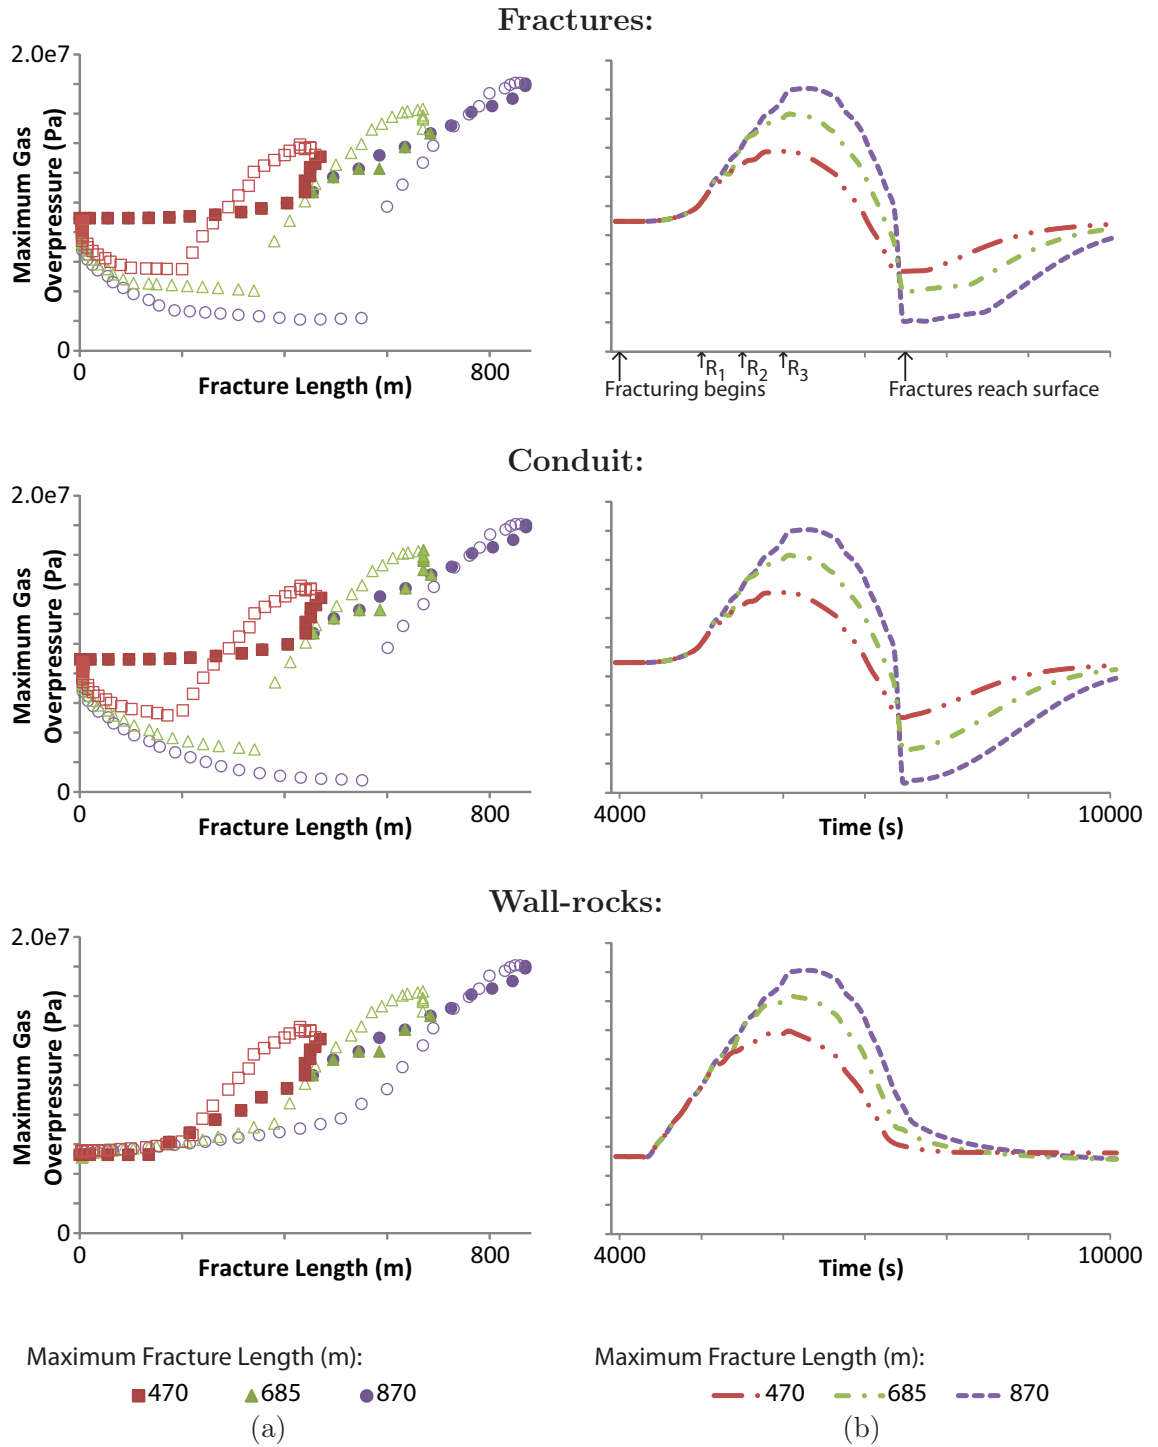 Fractures:
2.0e7
Maximum Gas
Overpressure (Pa)
0
0
800
Fracture Length (m)
R1
R2
R3
Fracturing begins
Fractures reach surface
Conduit:
2.0e7
Maximum Gas
Overpressure (Pa)
0
0
800
Fracture Length (m)
4000
10000
Time (s)
Wall-rocks:
2.0e7
Maximum Gas
Overpressure (Pa)
0
0
800
Fracture Length (m)
4000
10000
Time (s)
Maximum Fracture Length (m):
470
685
870
(a)
Maximum Fracture Length (m):
470
685
870
(b)